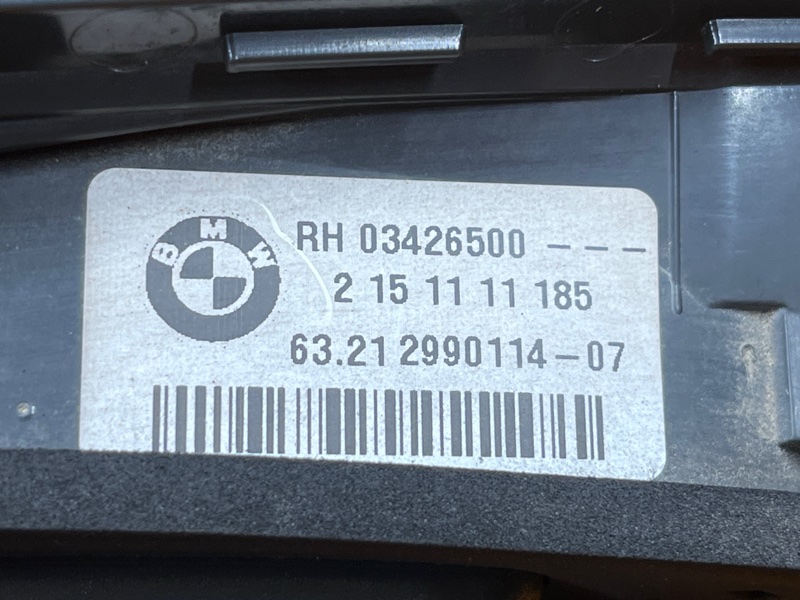 BMW
RH 03426500 ---
2 15 11 11 185
63.21 2990114-07